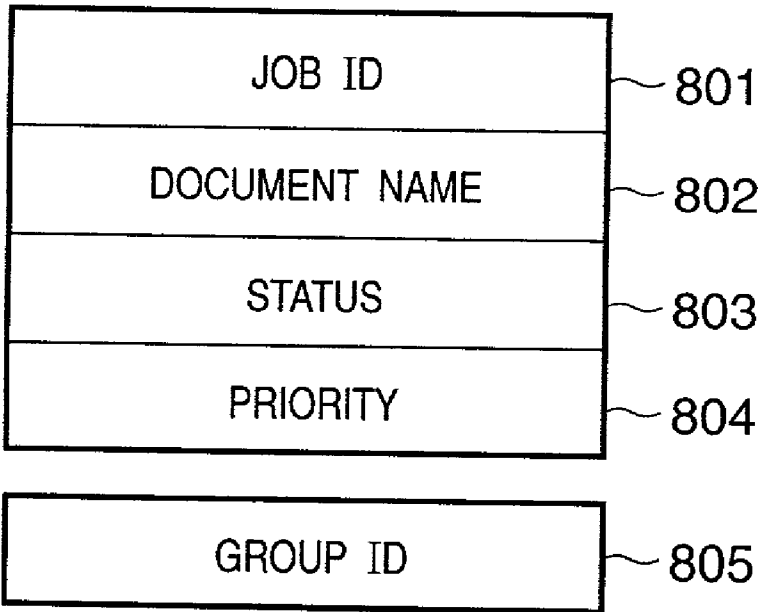 JOB ID 801
DOCUMENT NAME 802
STATUS 803
PRIORITY 804
GROUP ID 805